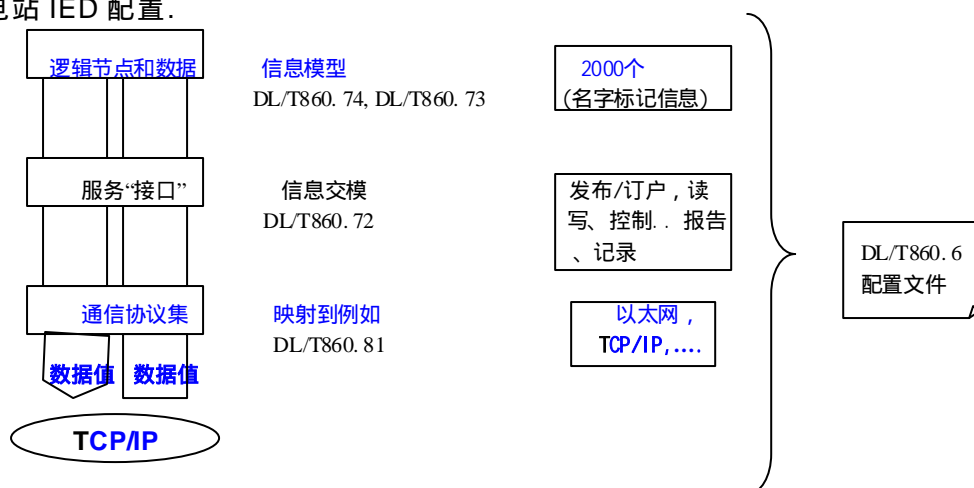 电站 IED 配置.
逻辑节点和数据
信息模型
DL/T860.74, DL/T860.73
2000个
(名字标记信息)
服务“接口”
信息交模
DL/T860.72
发布/订户，读
写、控制.. 报告
、记录
DL/T860.6
配置文件
通信协议集
映射到例如
DL/T860.81
以太网，
TCP/IP,....
数据值
数据值
TCP/IP